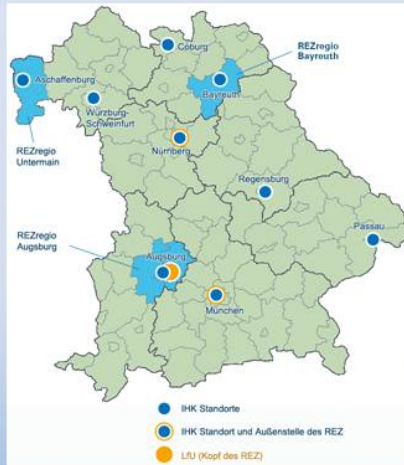 Coburg
REZregio
Bayreuth
Aschaffenburg
Bayreuth
Würzburg-
Schweinfurt
REZregio
Untermain
Nürnberg
Regensburg
Passau
REZregio
Augsburg
Augsburg
München
IHK Standorte
IHK Standort und Außenstelle des REZ
LfU (Kopf des REZ)